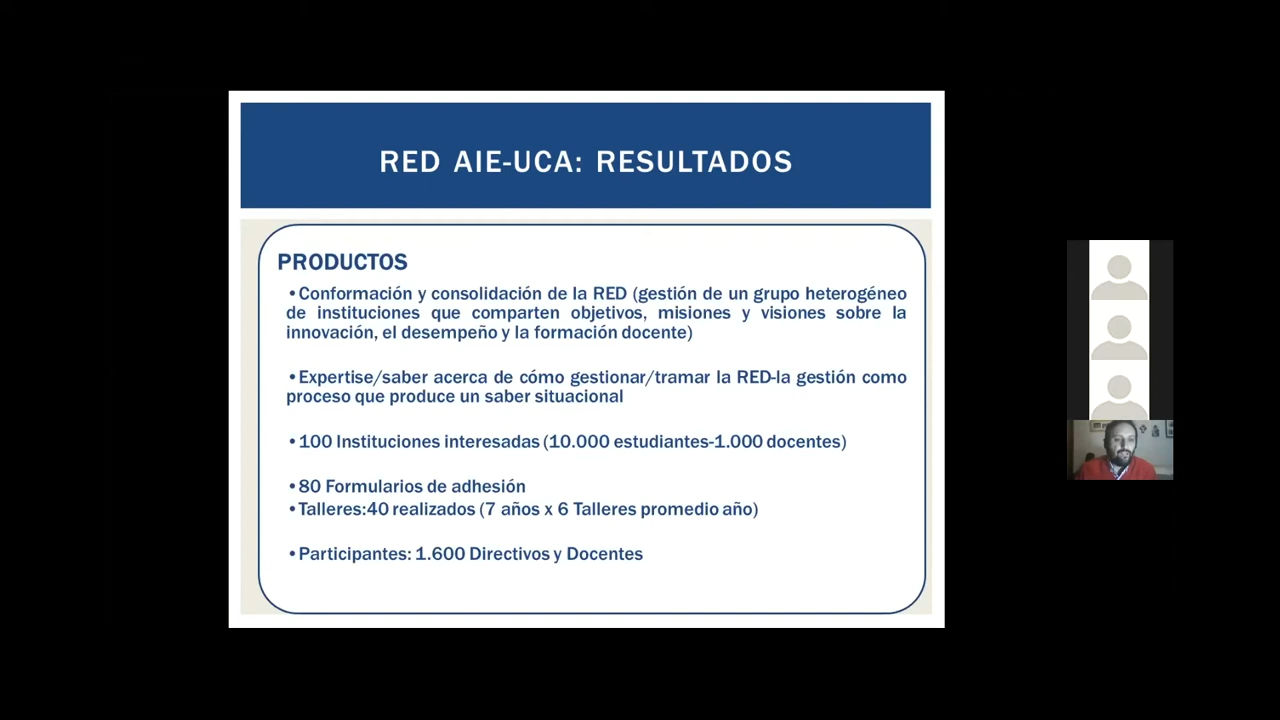 RED AIE-UCA: RESULTADOS
PRODUCTOS
•Conformación y consolidación de la RED (gestión de un grupo heterogéneo
de instituciones que comparten objetivos, misiones y visiones sobre la
innovación, el desempeño y la formación docente)
•Expertise/saber acerca de cómo gestionar/tramar la RED-la gestión como
proceso que produce un saber situacional
•100 Instituciones interesadas (10.000 estudiantes-1.000 docentes)
•80 Formularios de adhesión
•Talleres:40 realizados (7 años x 6 Talleres promedio año)
•Participantes: 1.600 Directivos y Docentes